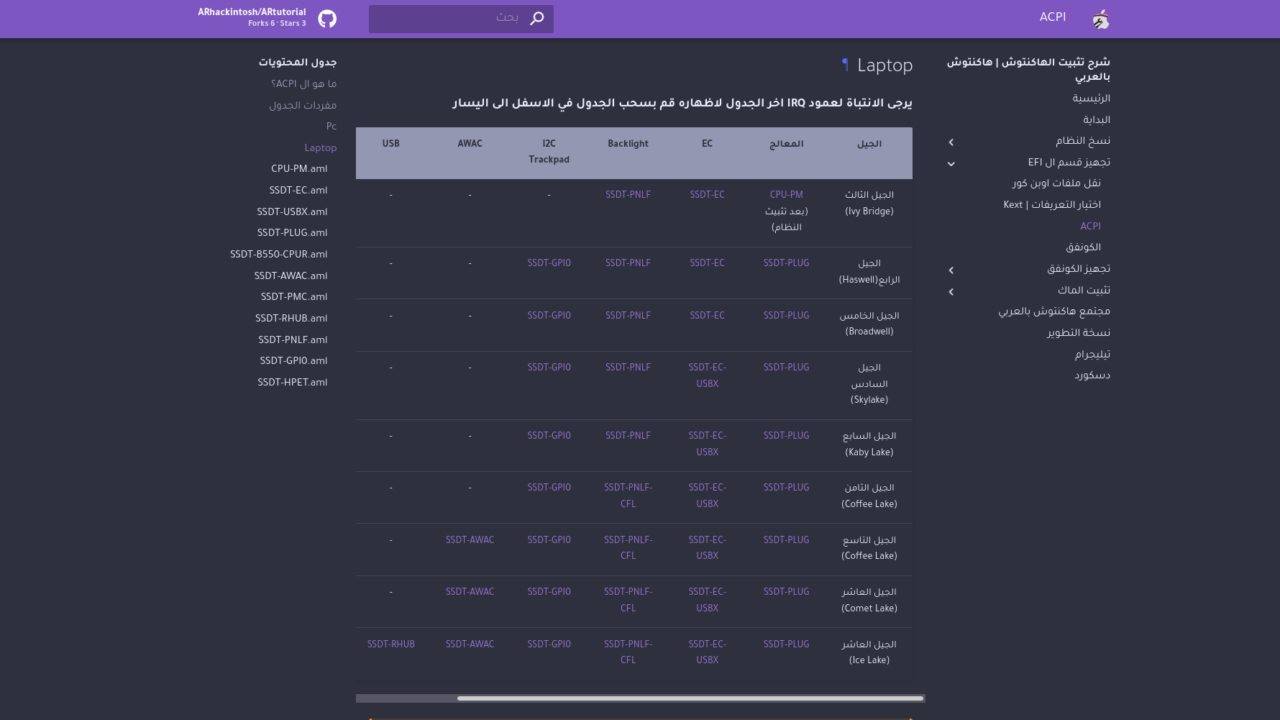 ACPI
بحث
ARhackintosh/ARtutorial
3 Stars · 6 Forks
شرح تثبيت الهاكنتوش | هاكنتوش
بالعربي
الرئيسية
البداية
نسخ النظام
تجهيز قسم ال EFI
نقل ملفات اوبن كور
اختيار التعريفات | Kext
ACPI
الكونفق
تجهيز الكونفق
تثبيت الماك
مجتمع هاكنتوش بالعربي
نسخة التطوير
تيليجرام
دسكورد
Laptop ¶
يرجى الانتباة لعمود IRQ اخر الجدول لاظهاره قم بسحب الجدول في الاسفل الى اليسار
الجيل المعالج EC Backlight I2C AWAC USB
Trackpad
الجيل الثالث CPU-PM SSDT-EC SSDT-PNLF - - -
(Ivy Bridge) (بعد تثبيت
النظام)
الجيل SSDT-PLUG SSDT-EC SSDT-PNLF SSDT-GPI0 - -
الرابع(Haswell)
الجيل الخامس SSDT-PLUG SSDT-EC SSDT-PNLF SSDT-GPI0 - -
(Broadwell)
الجيل SSDT-PLUG SSDT-EC- SSDT-PNLF SSDT-GPI0 - -
السادس USBX
(Skylake)
الجيل السابع SSDT-PLUG SSDT-EC- SSDT-PNLF SSDT-GPI0 - -
(Kaby Lake) USBX
الجيل الثامن SSDT-PLUG SSDT-EC- SSDT-PNLF- SSDT-GPI0 - -
(Coffee Lake) USBX CFL
الجيل التاسع SSDT-PLUG SSDT-EC- SSDT-PNLF- SSDT-GPI0 SSDT-AWAC -
(Coffee Lake) USBX CFL
الجيل العاشر SSDT-PLUG SSDT-EC- SSDT-PNLF- SSDT-GPI0 SSDT-AWAC -
(Comet Lake) USBX CFL
الجيل العاشر SSDT-PLUG SSDT-EC- SSDT-PNLF- SSDT-GPI0 SSDT-AWAC SSDT-RHUB
(Ice Lake) USBX CFL
جدول المحتويات
ما هو ال ACPI؟
مفردات الجدول
Pc
Laptop
CPU-PM.aml
SSDT-EC.aml
SSDT-USBX.aml
SSDT-PLUG.aml
SSDT-B550-CPUR.aml
SSDT-AWAC.aml
SSDT-PMC.aml
SSDT-RHUB.aml
SSDT-PNLF.aml
SSDT-GPI0.aml
SSDT-HPET.aml